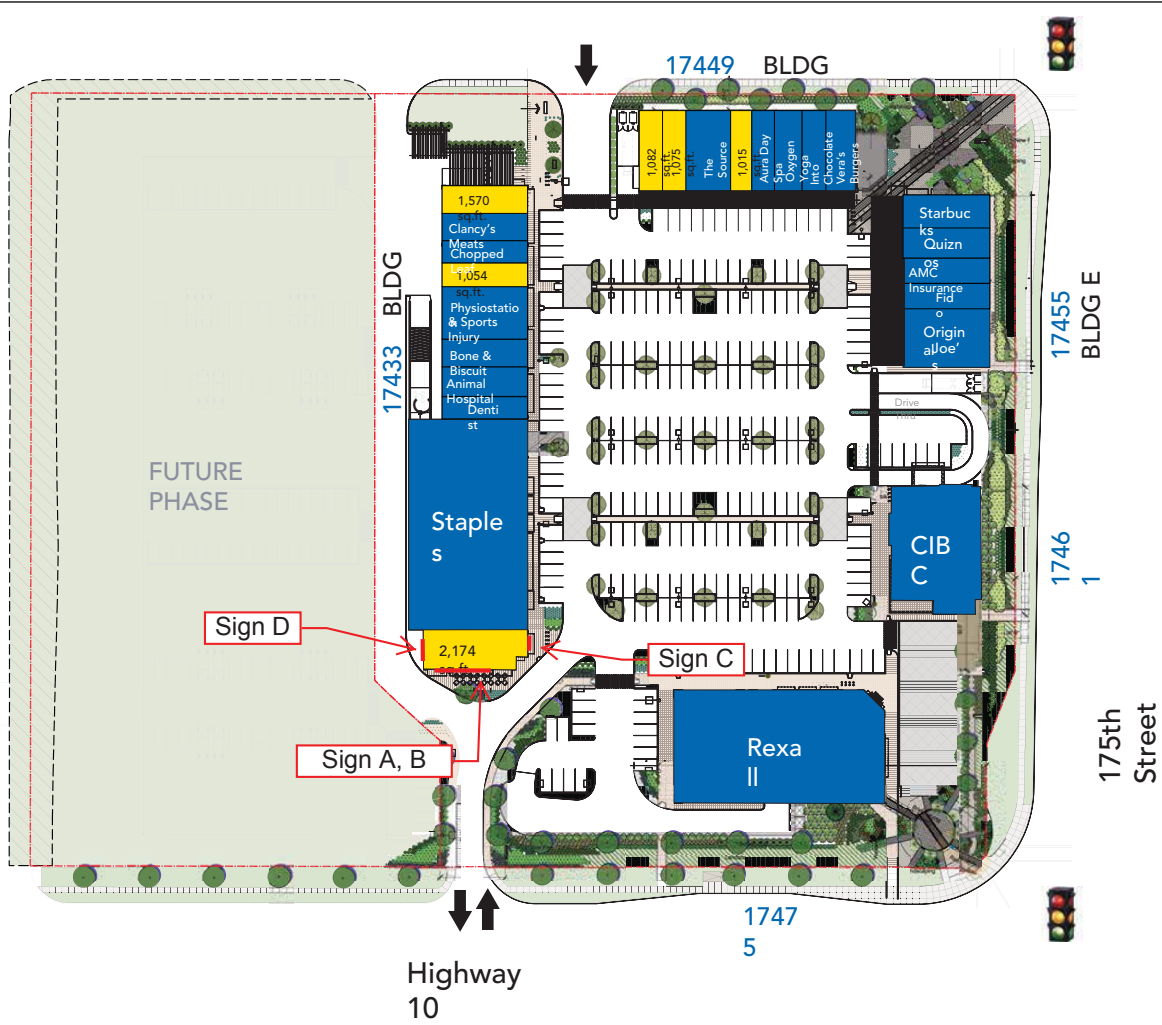 17449 BLDG
1,082
sq.ft.
1,075
sq.ft.
The
Source
1,015
sq.ft.
Aura Day
Spa
Oxygen
Yoga
Into
Chocolate
Vera's
Burgers
1,570
sq.ft.
Clancy's
Meats
Chopped
Leaf
1,054
sq.ft.
Physiostatio
n
& Sports
Injury
Bone &
Biscuit
Animal
Hospital
Denti
st
17433 BLDG
C
Starbuc
ks
Quizn
os
AMC
Insurance
Fid
o
Origin
al
Joe's
17455
BLDG E
Drive
Thru
FUTURE
PHASE
Staple
s
CIB
C
1746
1
Sign D
2,174
sq.ft.
Sign C
Sign A, B
Rexa
ll
175th
Street
1747
5
Highway
10